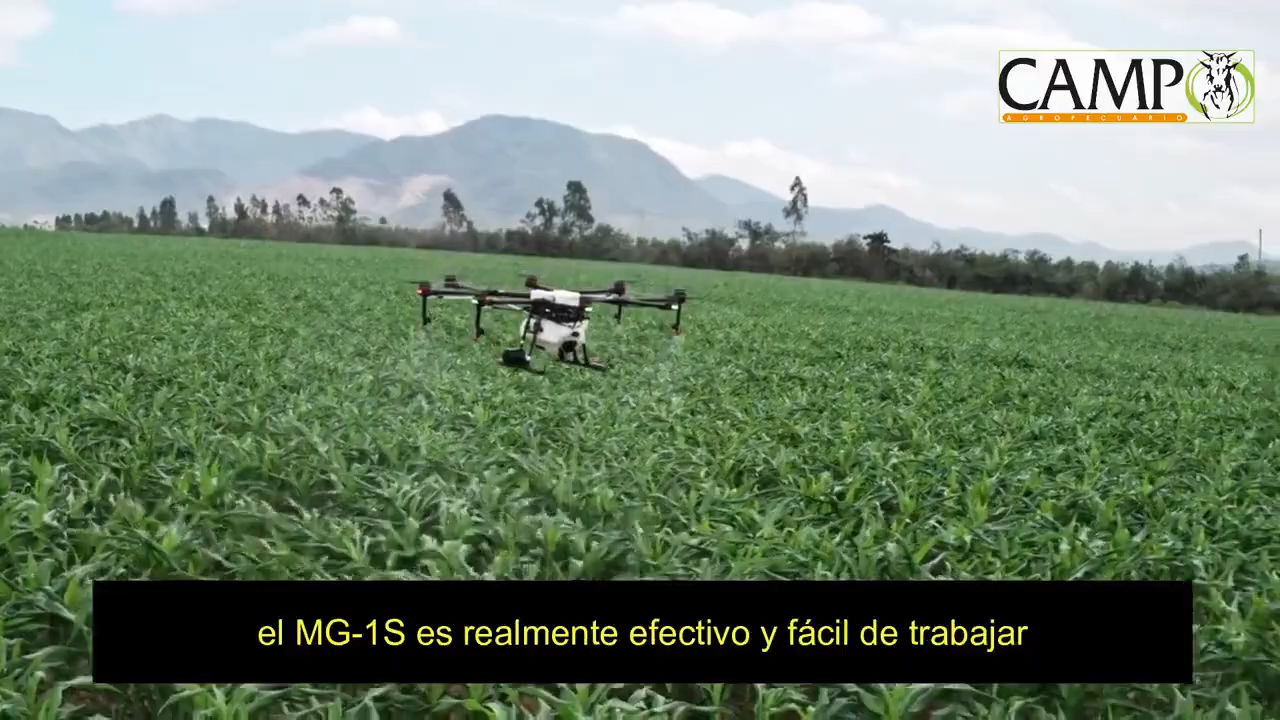 CAMPO
AGROPECUARIO
el MG-1S es realmente efectivo y fácil de trabajar